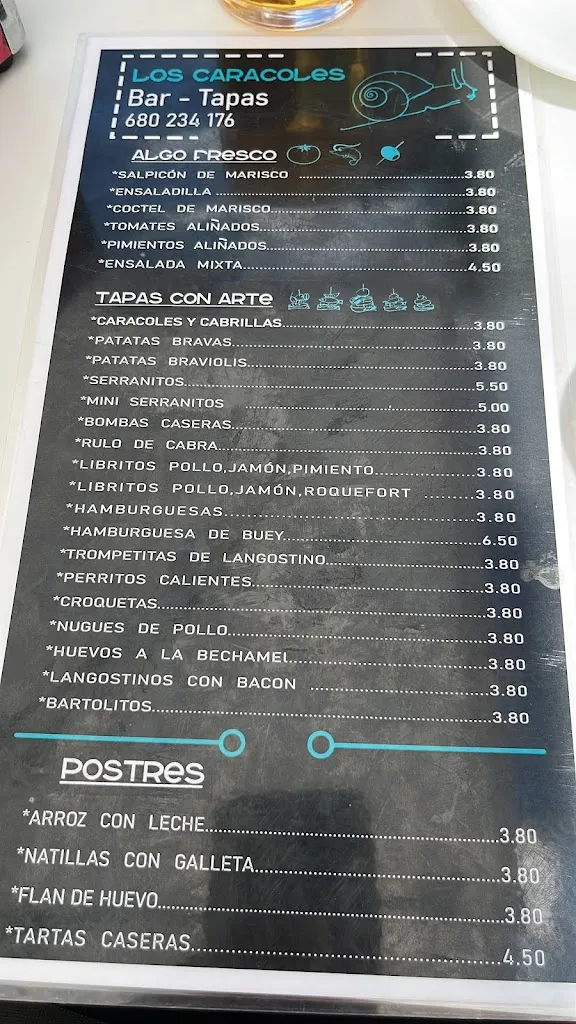 LOS CARACOLES
Bar - Tapas
680 234 176
ALGO FRESCO
*SALPICÓN DE MARISCO 3.80
*ENSALADILLA 3.80
*COCTEL DE MARISCO 3.80
*TOMATES ALIÑADOS 3.80
*PIMIENTOS ALIÑADOS 3.80
*ENSALADA MIXTA 4.50
TAPAS CON ARTE
*CARACOLES Y CABRILLAS 3.80
*PATATAS BRAVAS 3.80
*PATATAS BRAVIOLIS 3.80
*SERRANITOS 5.50
*MINI SERRANITOS 5.00
*BOMBAS CASERAS 3.80
*RULO DE CABRA 3.80
*LIBRITOS POLLO,JAMÓN,PIMIENTO 3.80
*LIBRITOS POLLO,JAMÓN,ROQUEFORT 3.80
*HAMBURGUESAS 3.80
*HAMBURGUESA DE BUEY 6.50
*TROMPETITAS DE LANGOSTINO 3.80
*PERRITOS CALIENTES 3.80
*CROQUETAS 3.80
*NUGUES DE POLLO 3.80
*HUEVOS A LA BECHAMEL 3.80
*LANGOSTINOS CON BACON 3.80
*BARTOLITOS 3.80
POSTRES
*ARROZ CON LECHE 3.80
*NATILLAS CON GALLETA 3.80
*FLAN DE HUEVO 3.80
*TARTAS CASERAS 4.50